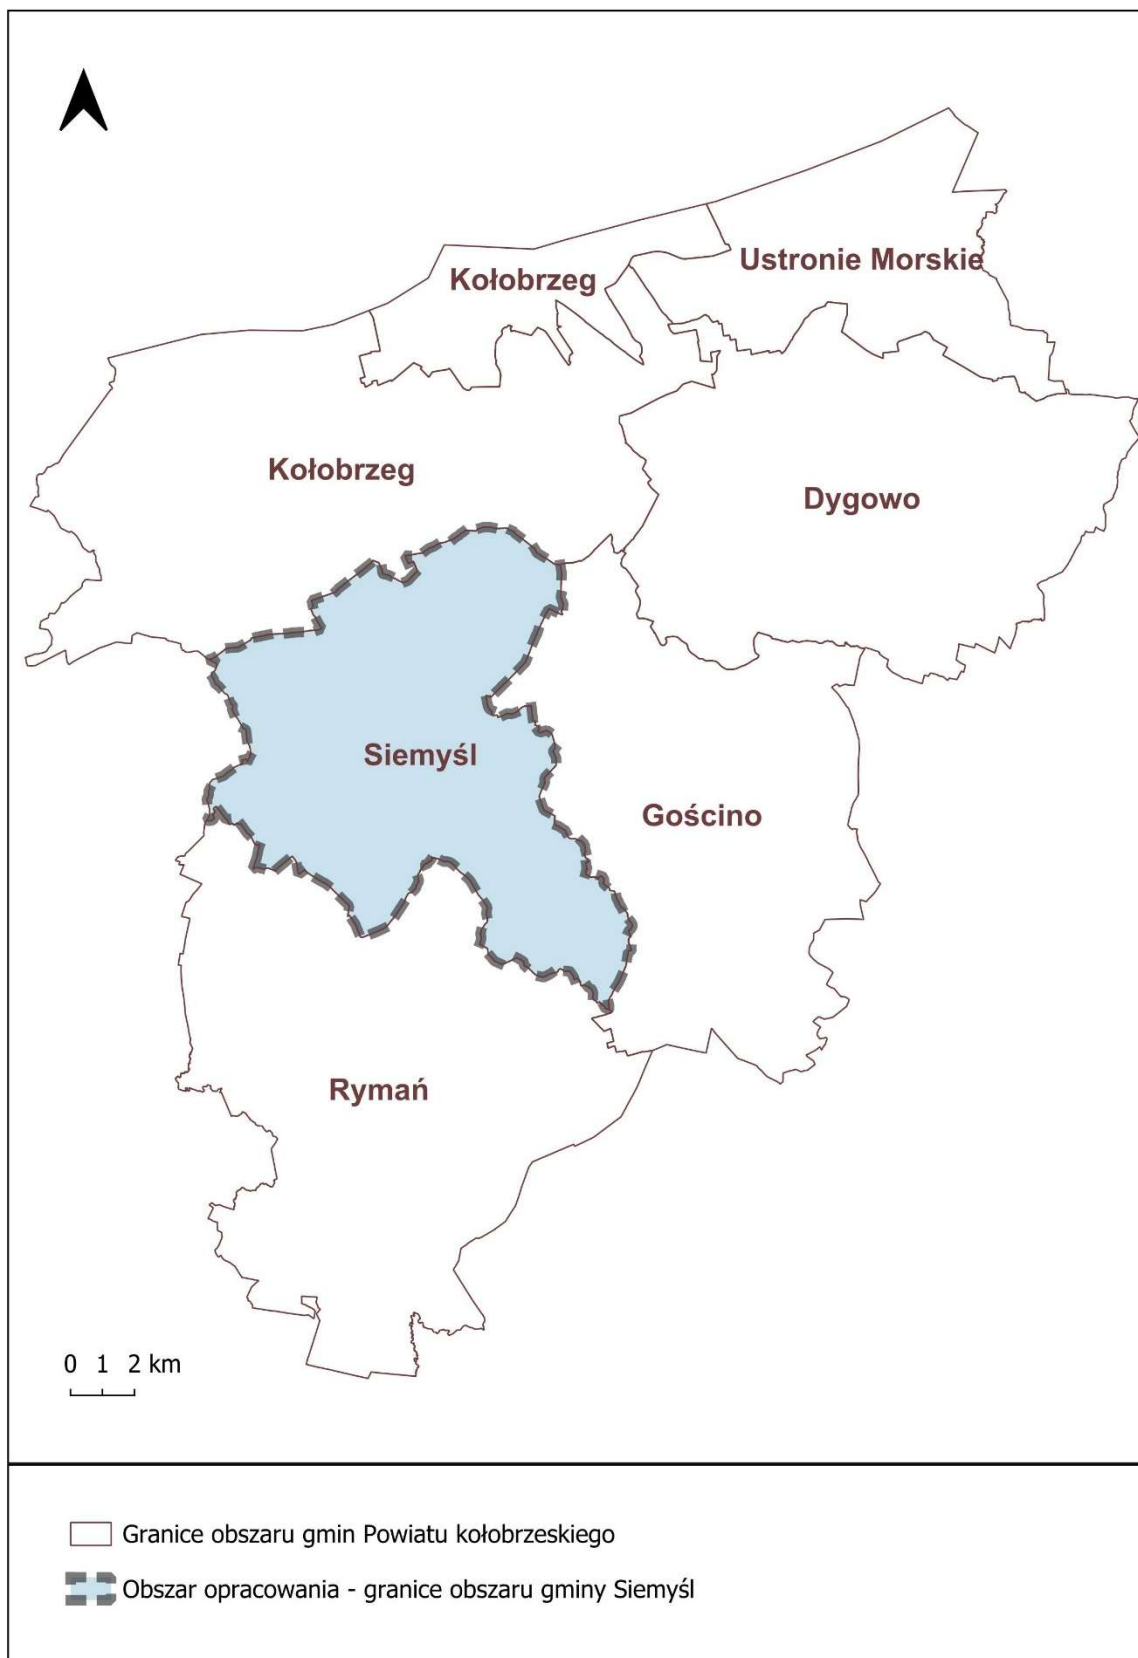 Ustronie Morskie
Kołobrzeg
Kołobrzeg
Dygowo
Siemyśl
Gościno
Rymań
0 1 2 km
Granice obszaru gmin Powiatu kołobrzeskiego
Obszar opracowania - granice obszaru gminy Siemyśl